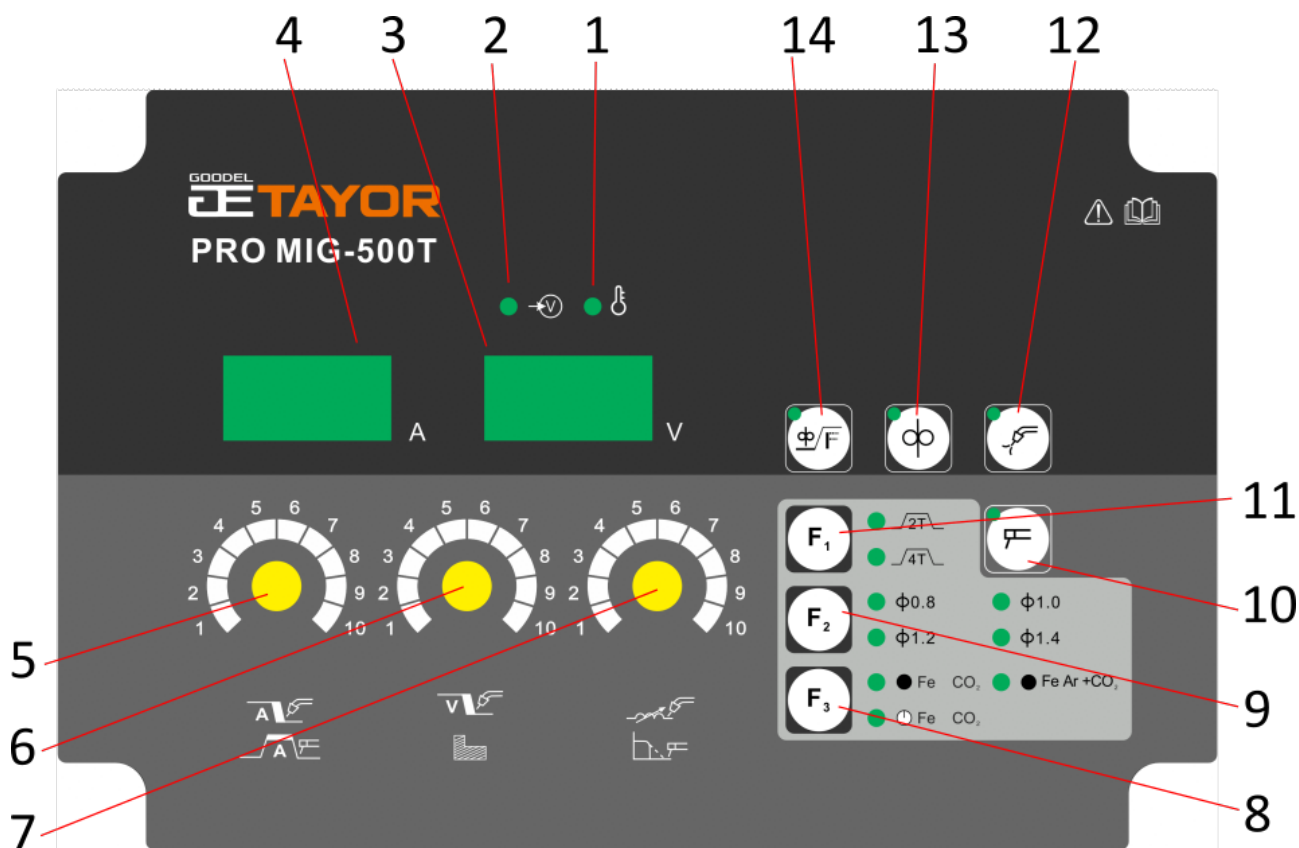 4 3 2 1 14 13 12
GOODEL
TAYOR
PRO MIG-500T
V
A V
F
11
F1 2T
4T
10
1 2 3 4 5 6 7 8 9 10
1 2 3 4 5 6 7 8 9 10
1 2 3 4 5 6 7 8 9 10
F2 Φ0.8 Φ1.0
Φ1.2 Φ1.4
5
F3 Fe CO₂ Fe Ar +CO₂
Fe CO₂
9
A V
A
6
8
7